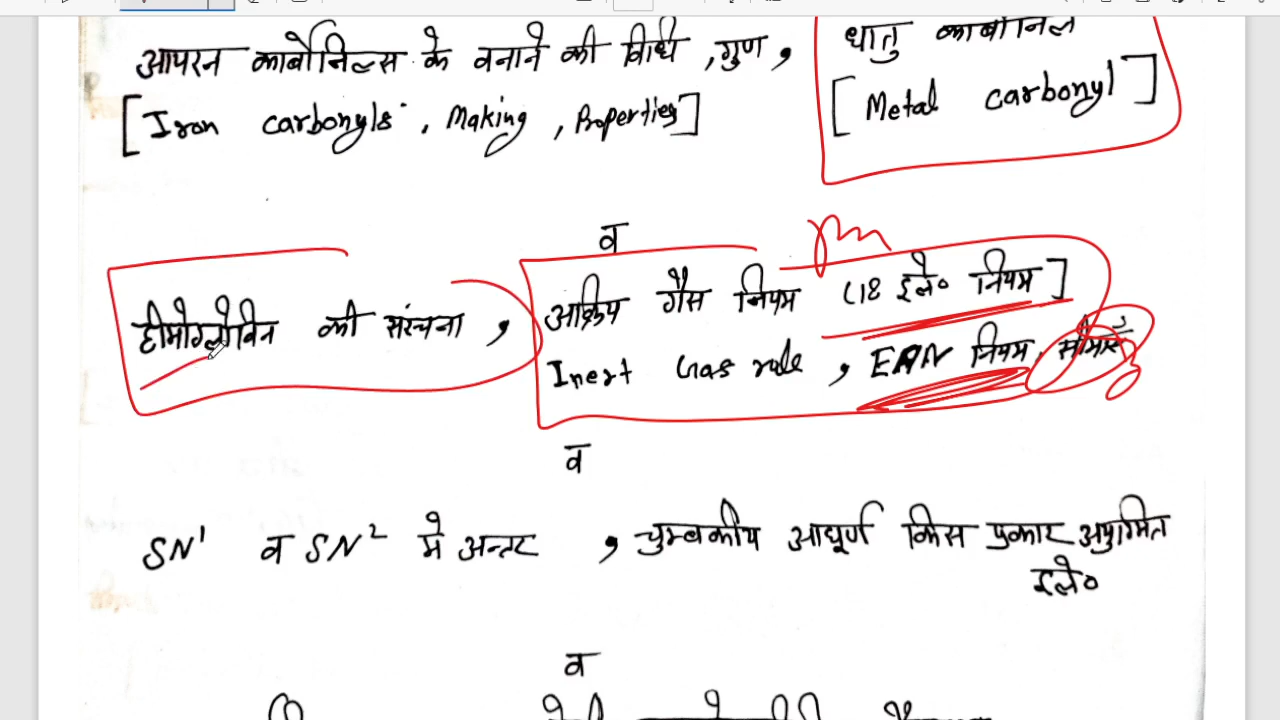 आयरन कार्बोनिल्स के बनाने की विधि , गुण ,
[Iron carbonyls , Making , Properties]
धातु कार्बोनिल
[Metal carbonyl]
व
हीमोग्लोबिन की संरचना ,
अक्रिय गैस नियम (18 इले० नियम]
Inert Gas rule , EAN नियम , सीमाएँ
व
SN¹ व SN² मे अन्तर , चुम्बकीय आघूर्ण किस प्रकार अयुग्मित
इले०
व